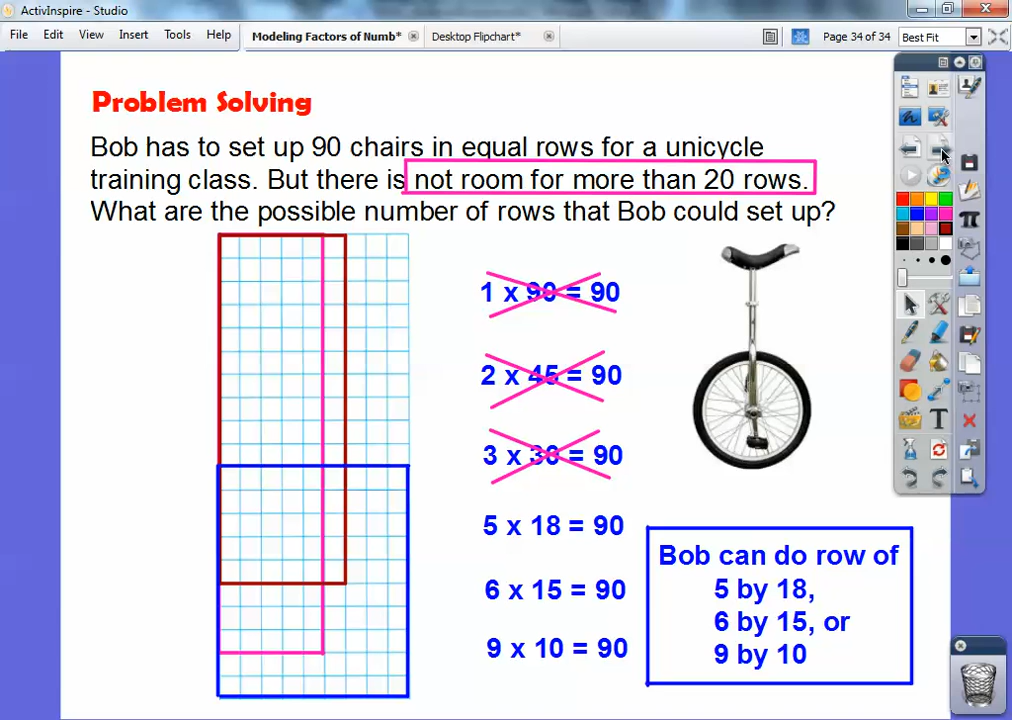 ActivInspire - Studio
File Edit View Insert Tools Help
Modeling Factors of Numb* Desktop Flipchart*
Page 34 of 34 Best Fit
Problem Solving
Bob has to set up 90 chairs in equal rows for a unicycle
training class. But there is not room for more than 20 rows.
What are the possible number of rows that Bob could set up?
1 x 90 = 90
2 x 45 = 90
3 x 30 = 90
5 x 18 = 90
6 x 15 = 90
9 x 10 = 90
Bob can do row of
5 by 18,
6 by 15, or
9 by 10